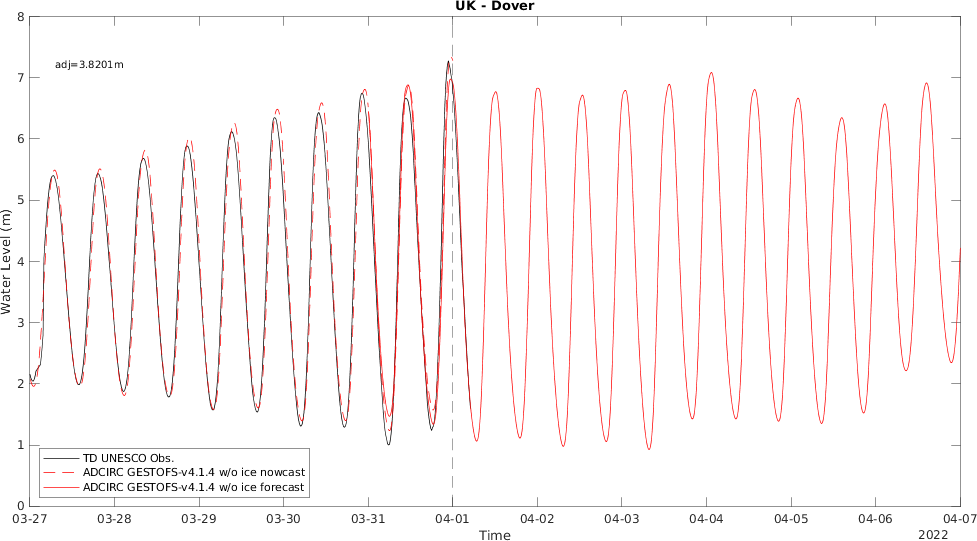 UK - Dover
8
adj=3.8201m
7
6
5
4
3
2
1
0
Water Level (m)
TD UNESCO Obs.
ADCIRC GESTOFS-v4.1.4 w/o ice nowcast
ADCIRC GESTOFS-v4.1.4 w/o ice forecast
03-27 03-28 03-29 03-30 03-31 04-01 04-02 04-03 04-04 04-05 04-06 04-07
Time
2022